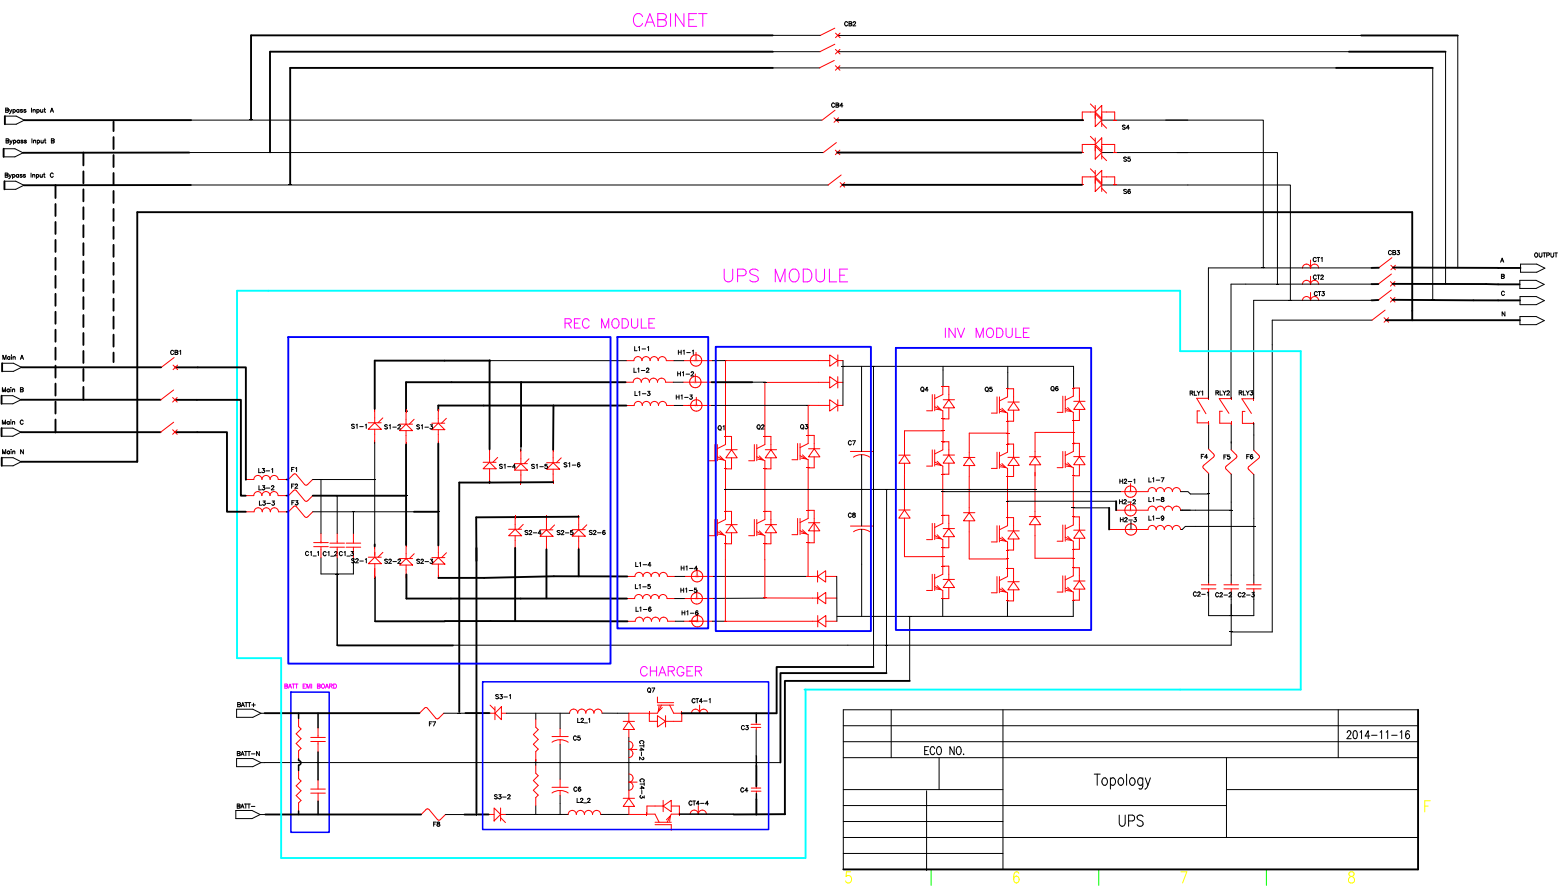 CABINET
CB2
Bypass Input A
CB4
S4
Bypass Input B
S5
Bypass Input C
S6
CB3
OUTPUT
A
CT1
UPS MODULE
CT2
B
CT3
C
N
REC MODULE
INV MODULE
Main A
CB1
L1-1
H1-1
L1-2
H1-2
Main B
L1-3
H1-3
Q4
Q5
Q6
RLY1
RLY2
RLY3
Main C
S1-1
S1-2
S1-3
Q1
Q2
Q3
Main N
C7
F4
F5
F6
S1-4
S1-5
S1-6
L3-1
F1
L3-2
F2
L3-3
F3
H2-1
L1-7
H2-2
L1-8
H2-3
L1-9
C8
S2-4
S2-5
S2-6
C1_1
C1_2
C1_3
S2-1
S2-2
S2-3
L1-4
H1-4
L1-5
H1-5
L1-6
H1-6
C2-1
C2-2
C2-3
CHARGER
BATT EMI BOARD
BATT+
F7
S3-1
L2_1
Q7
CT4-1
C3
C5
CT4-2
BATT-N
CT4-3
C6
C4
BATT-
F8
S3-2
L2_2
CT4-4
2014-11-16
ECO NO.
Topology
UPS
F
5
6
7
8